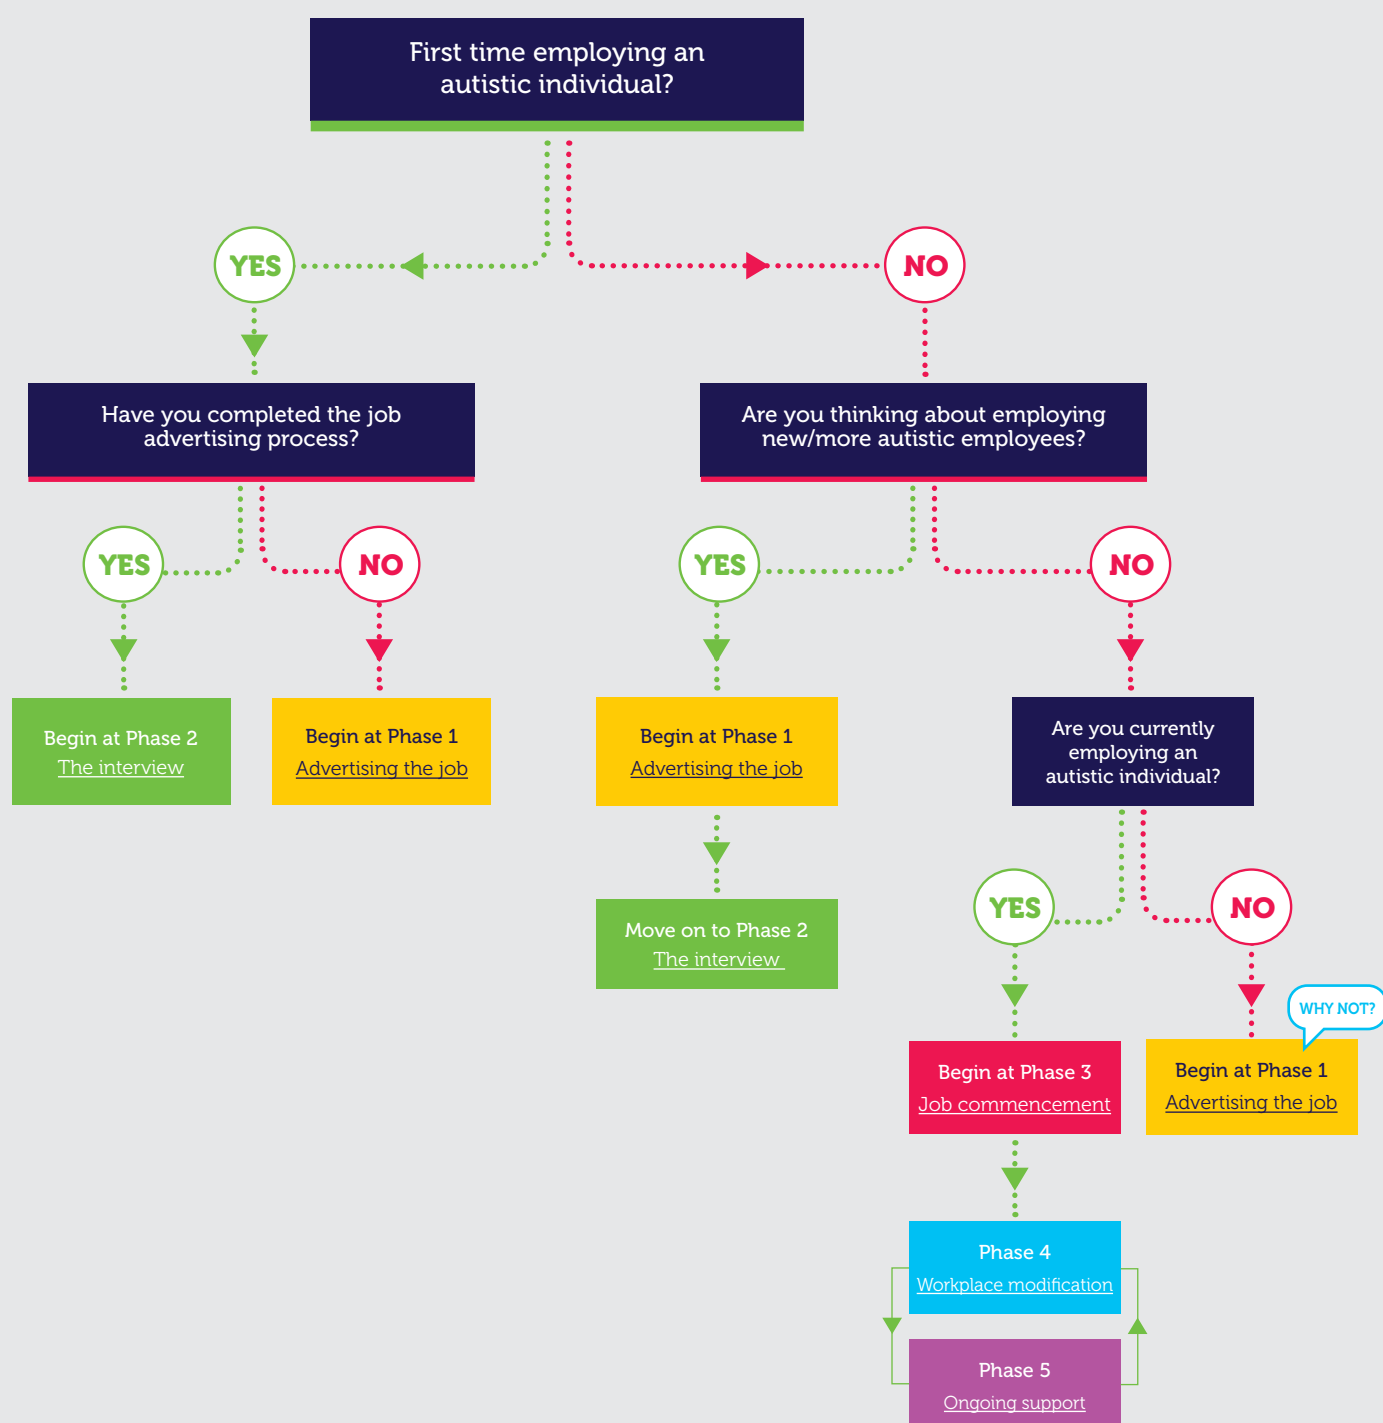 First time employing an
autistic individual?
YES
NO
Have you completed the job
advertising process?
Are you thinking about employing
new/more autistic employees?
YES
NO
YES
NO
Begin at Phase 2
The interview
Begin at Phase 1
Advertising the job
Begin at Phase 1
Advertising the job
Are you currently
employing an
autistic individual?
Move on to Phase 2
The interview
YES
NO
WHY NOT?
Begin at Phase 3
Job commencement
Begin at Phase 1
Advertising the job
Phase 4
Workplace modification
Phase 5
Ongoing support